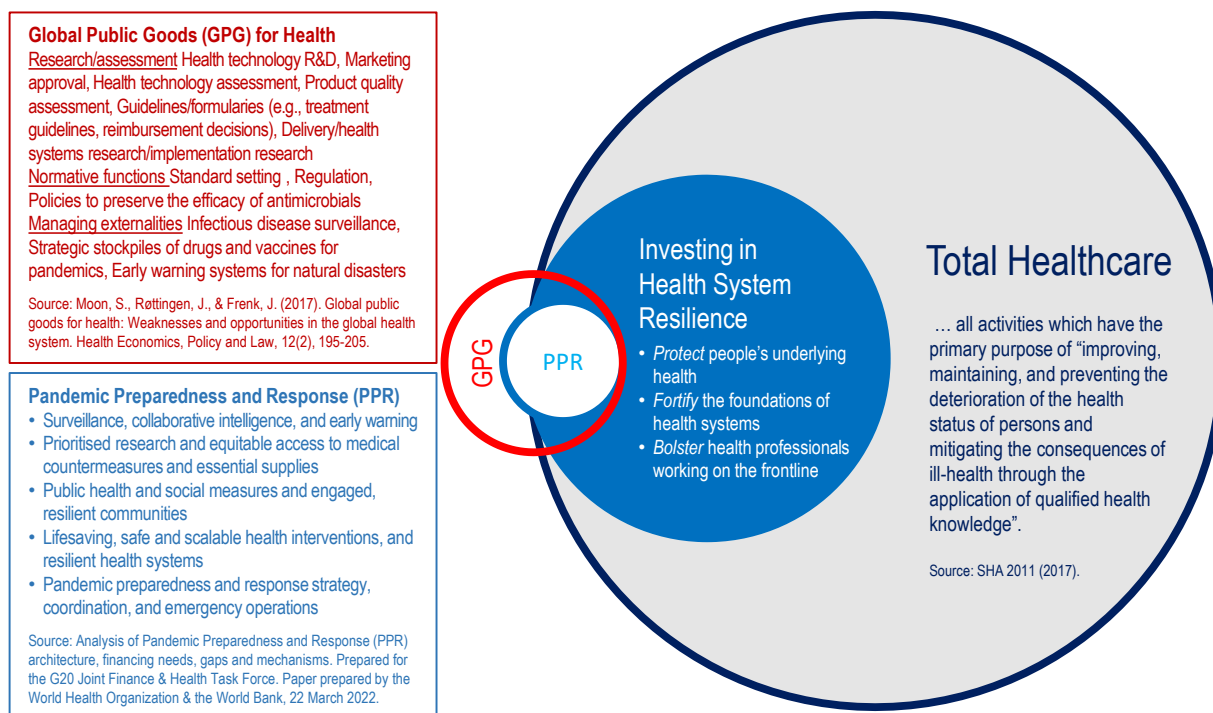 Global Public Goods (GPG) for Health
Research/assessment Health technology R&D, Marketing
approval, Health technology assessment, Product quality
assessment, Guidelines/formularies (e.g., treatment
guidelines, reimbursement decisions), Delivery/health
systems research/implementation research
Normative functions Standard setting , Regulation,
Policies to preserve the efficacy of antimicrobials
Managing externalities Infectious disease surveillance,
Strategic stockpiles of drugs and vaccines for
pandemics, Early warning systems for natural disasters
Source: Moon, S., Røttingen, J., & Frenk, J. (2017). Global public
goods for health: Weaknesses and opportunities in the global health
system. Health Economics, Policy and Law, 12(2), 195-205.
Pandemic Preparedness and Response (PPR)
• Surveillance, collaborative intelligence, and early warning
• Prioritised research and equitable access to medical
countermeasures and essential supplies
• Public health and social measures and engaged,
resilient communities
• Lifesaving, safe and scalable health interventions, and
resilient health systems
• Pandemic preparedness and response strategy,
coordination, and emergency operations
Source: Analysis of Pandemic Preparedness and Response (PPR)
architecture, financing needs, gaps and mechanisms. Prepared for
the G20 Joint Finance & Health Task Force. Paper prepared by the
World Health Organization & the World Bank, 22 March 2022.
GPG
PPR
Investing in
Health System
Resilience
• Protect people's underlying
health
• Fortify the foundations of
health systems
• Bolster health professionals
working on the frontline
Total Healthcare
… all activities which have the
primary purpose of “improving,
maintaining, and preventing the
deterioration of the health
status of persons and
mitigating the consequences of
ill-health through the
application of qualified health
knowledge”.
Source: SHA 2011 (2017).